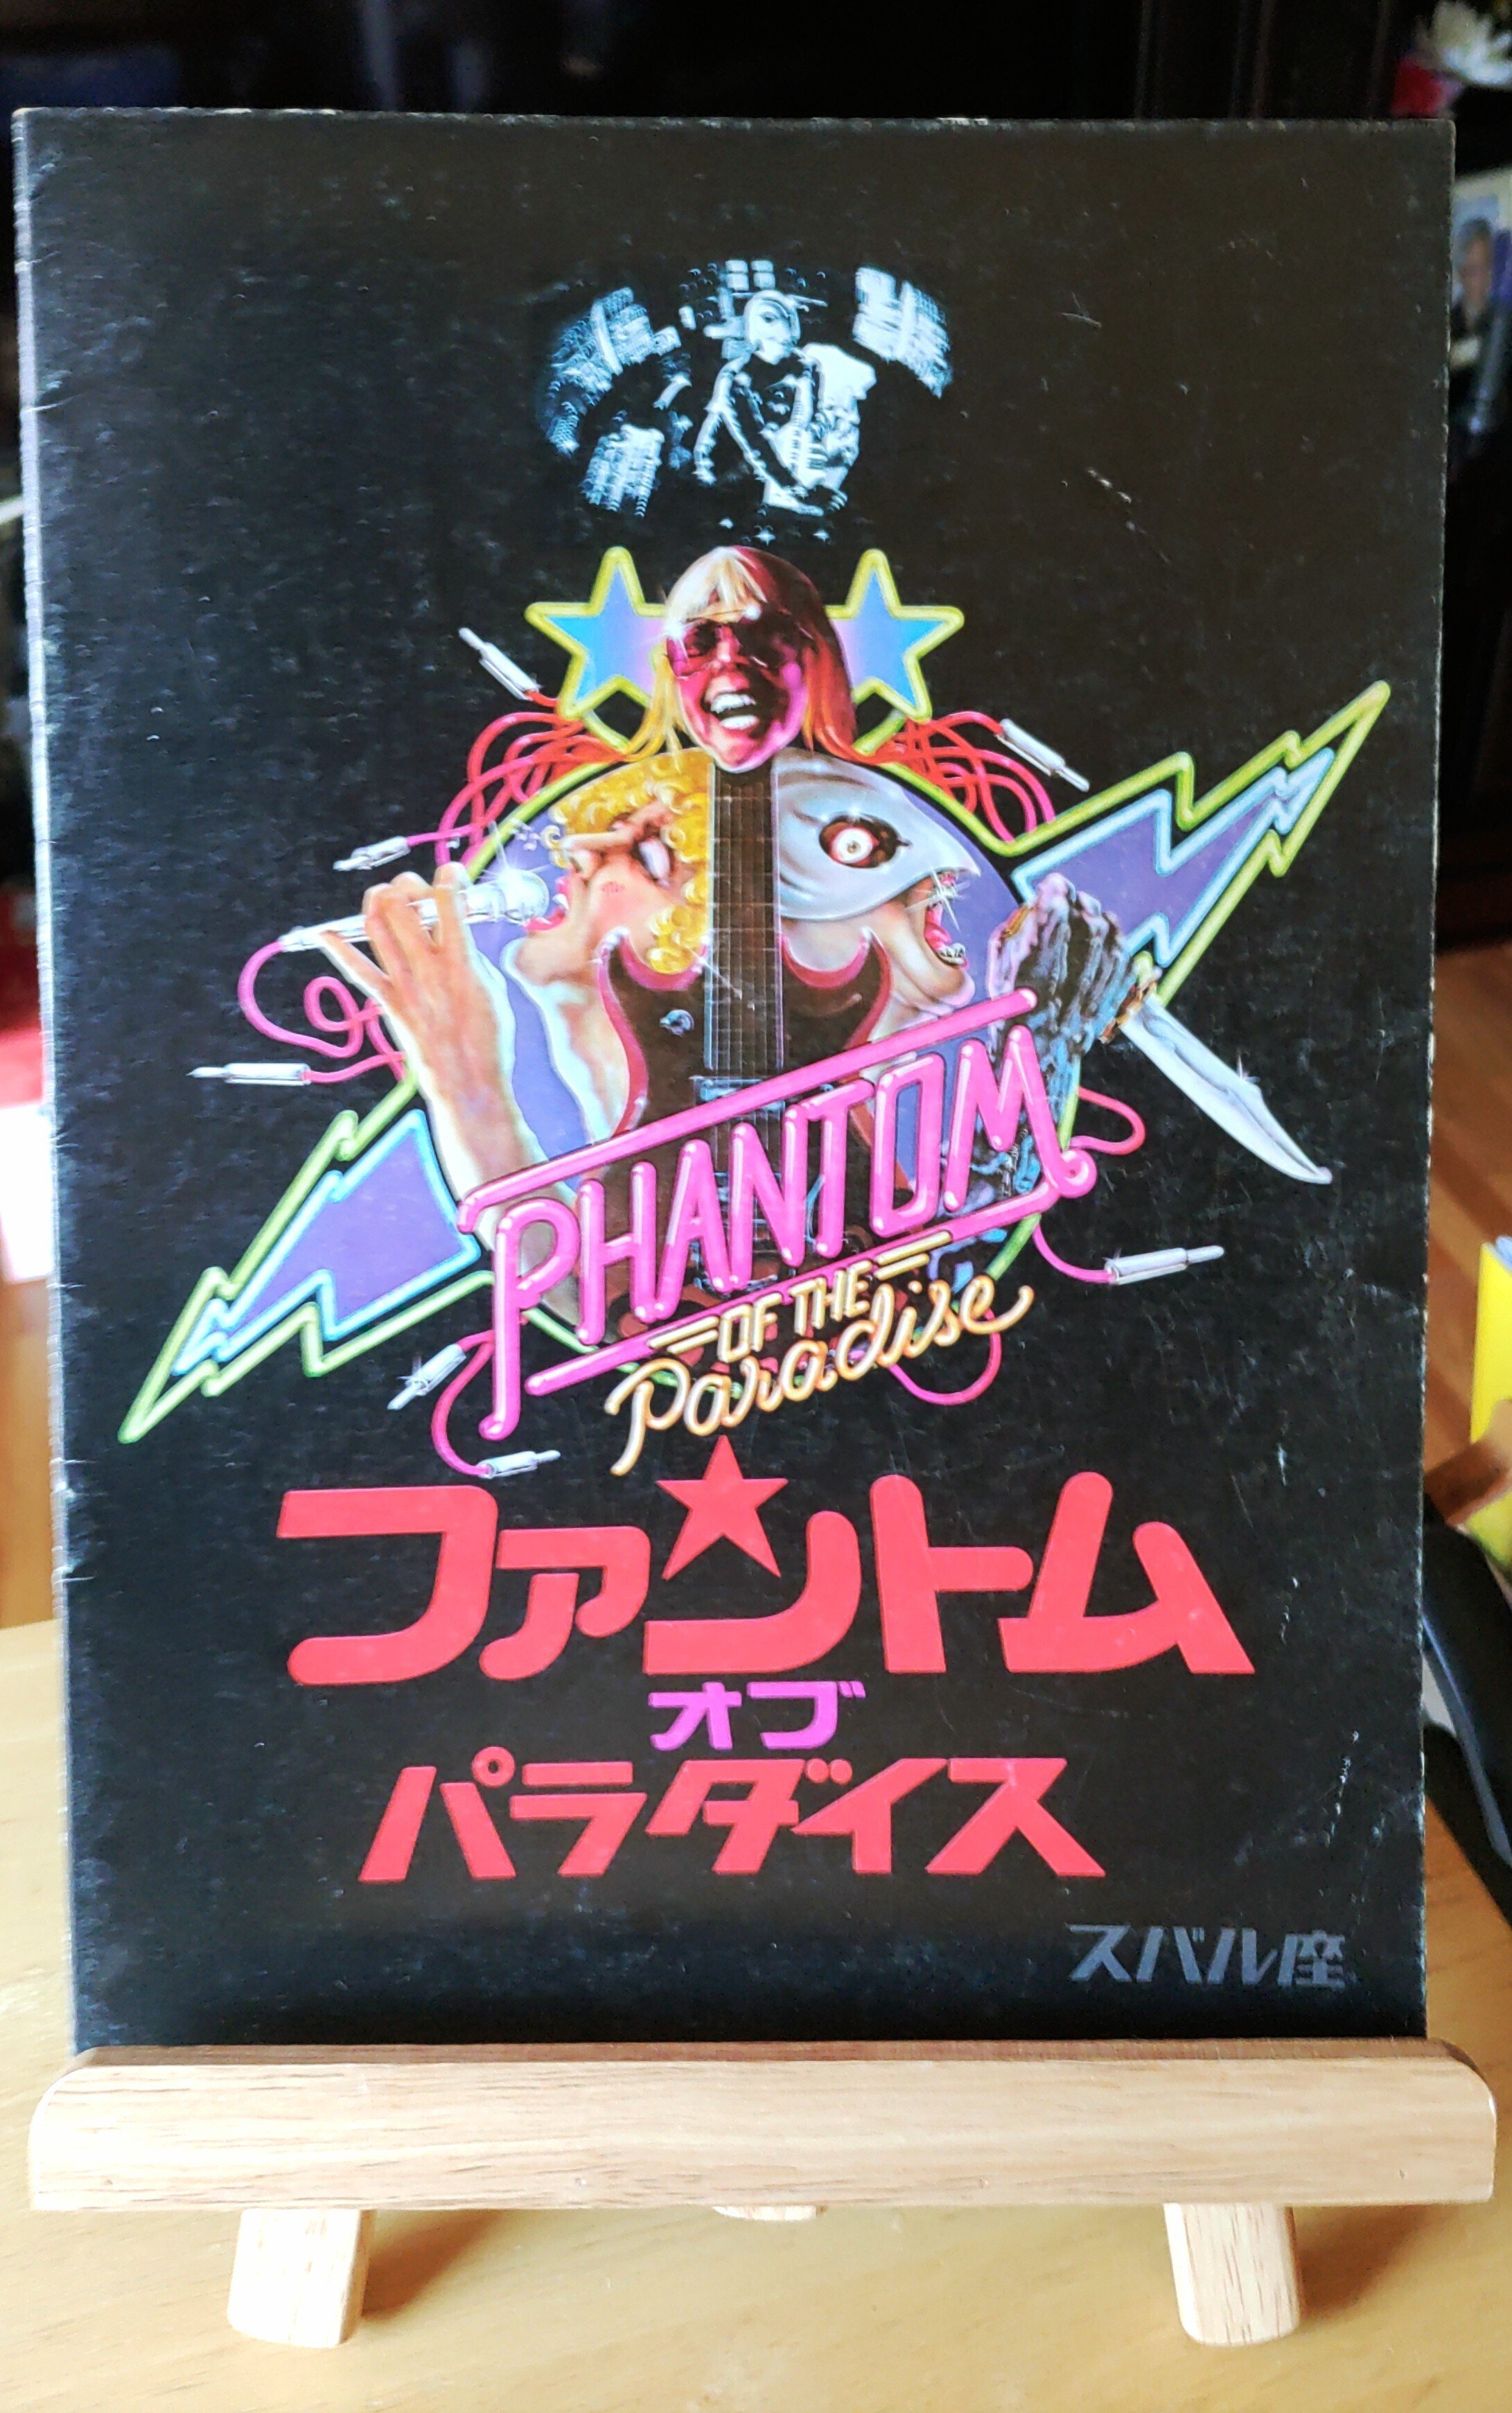 PHANTOM
OF THE
Paradise
ファントム
オブ
パラダイス
スバル座